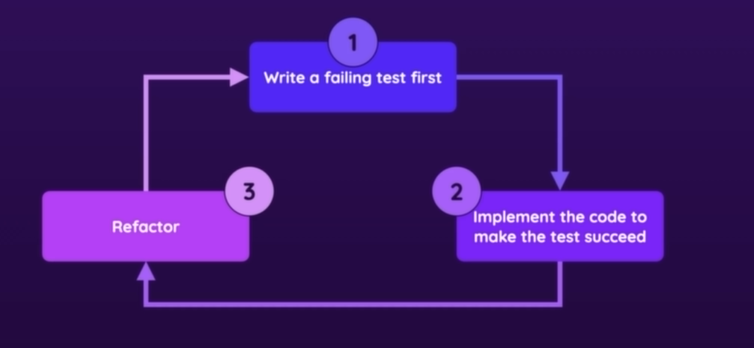 1
Write a failing test first
2
Implement the code to
make the test succeed
3
Refactor